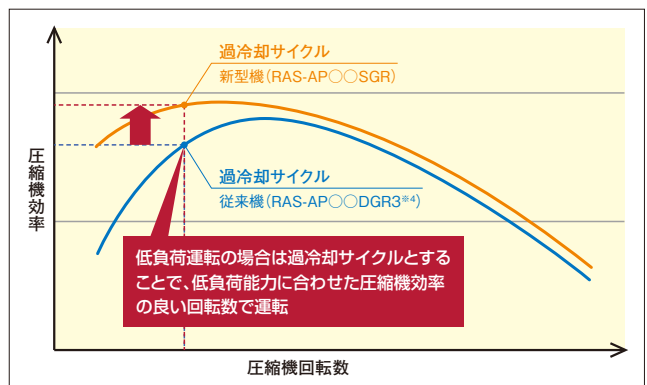 過冷却サイクル
新型機(RAS-AP○○SGR)
過冷却サイクル
従来機(RAS-AP○○DGR3※4)
圧縮機効率
低負荷運転の場合は過冷却サイクルとする
ことで、低負荷能力に合わせた圧縮機効率
の良い回転数で運転
圧縮機回転数